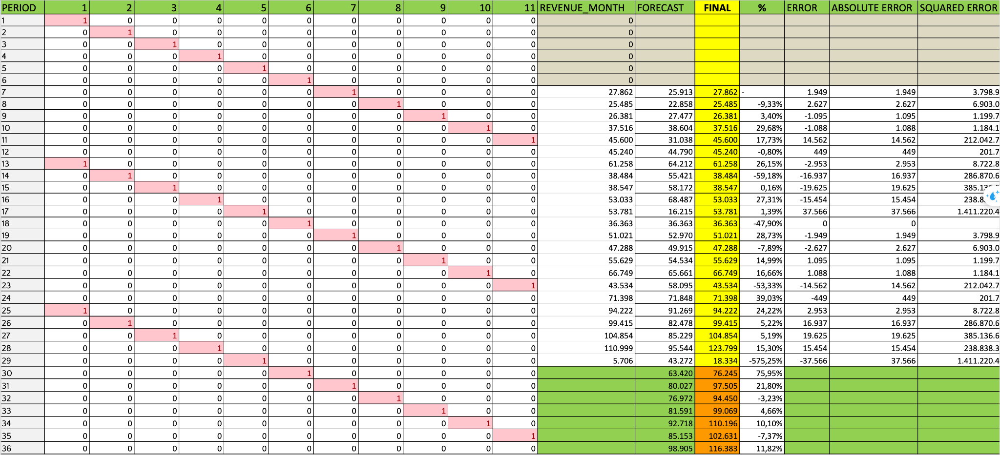 PERIOD 1 2 3 4 5 6 7 8 9 10 11 REVENUE_MONTH FORECAST FINAL % ERROR ABSOLUTE ERROR SQUARED ERROR
1 1 0 0 0 0 0 0 0 0 0 0 0
2 0 1 0 0 0 0 0 0 0 0 0 0
3 0 0 1 0 0 0 0 0 0 0 0 0
4 0 0 0 1 0 0 0 0 0 0 0 0
5 0 0 0 0 1 0 0 0 0 0 0 0
6 0 0 0 0 0 1 0 0 0 0 0 0
7 0 0 0 0 0 0 1 0 0 0 0 27.862 25.913 27.862 - 1.949 1.949 3.798.9
8 0 0 0 0 0 0 0 1 0 0 0 25.485 22.858 25.485 -9,33% 2.627 2.627 6.903.0
9 0 0 0 0 0 0 0 0 1 0 0 26.381 27.477 26.381 3,40% -1.095 1.095 1.199.7
10 0 0 0 0 0 0 0 0 0 1 0 37.516 38.604 37.516 29,68% -1.088 1.088 1.184.1
11 0 0 0 0 0 0 0 0 0 0 1 45.600 31.038 45.600 17,73% 14.562 14.562 212.042.7
12 0 0 0 0 0 0 0 0 0 0 0 45.240 44.790 45.240 -0,80% 449 449 201.7
13 1 0 0 0 0 0 0 0 0 0 0 61.258 64.212 61.258 26,15% -2.953 2.953 8.722.8
14 0 1 0 0 0 0 0 0 0 0 0 38.484 55.421 38.484 -59,18% -16.937 16.937 286.870.6
15 0 0 1 0 0 0 0 0 0 0 0 38.547 58.172 38.547 0,16% -19.625 19.625
16 0 0 0 1 0 0 0 0 0 0 0 53.033 68.487 53.033 27,31% -15.454 15.454
17 0 0 0 0 1 0 0 0 0 0 0 53.781 16.215 53.781 1,39% 37.566 37.566 1.411.220.4
18 0 0 0 0 0 1 0 0 0 0 0 36.363 36.363 36.363 -47,90% 0 0
19 0 0 0 0 0 0 1 0 0 0 0 51.021 52.970 51.021 28,73% -1.949 1.949 3.798.9
20 0 0 0 0 0 0 0 1 0 0 0 47.288 49.915 47.288 -7,89% -2.627 2.627 6.903.0
21 0 0 0 0 0 0 0 0 1 0 0 55.629 54.534 55.629 14,99% 1.095 1.095 1.199.7
22 0 0 0 0 0 0 0 0 0 1 0 66.749 65.661 66.749 16,66% 1.088 1.088 1.184.1
23 0 0 0 0 0 0 0 0 0 0 1 43.534 58.095 43.534 -53,33% -14.562 14.562 212.042.7
24 0 0 0 0 0 0 0 0 0 0 0 71.398 71.848 71.398 39,03% -449 449 201.7
25 1 0 0 0 0 0 0 0 0 0 0 94.222 91.269 94.222 24,22% 2.953 2.953 8.722.8
26 0 1 0 0 0 0 0 0 0 0 0 99.415 82.478 99.415 5,22% 16.937 16.937 286.870.6
27 0 0 1 0 0 0 0 0 0 0 0 104.854 85.229 104.854 5,19% 19.625 19.625 385.136.6
28 0 0 0 1 0 0 0 0 0 0 0 110.999 95.544 123.799 15,30% 15.454 15.454 238.838.3
29 0 0 0 0 1 0 0 0 0 0 0 5.706 43.272 18.334 -575,25% -37.566 37.566 1.411.220.4
30 0 0 0 0 0 1 0 0 0 0 0 63.420 76.245 75,95%
31 0 0 0 0 0 0 1 0 0 0 0 80.027 97.505 21,80%
32 0 0 0 0 0 0 0 1 0 0 0 76.972 94.450 -3,23%
33 0 0 0 0 0 0 0 0 1 0 0 81.591 99.069 4,66%
34 0 0 0 0 0 0 0 0 0 1 0 92.718 110.196 10,10%
35 0 0 0 0 0 0 0 0 0 0 1 85.153 102.631 -7,37%
36 0 0 0 0 0 0 0 0 0 0 0 98.905 116.383 11,82%